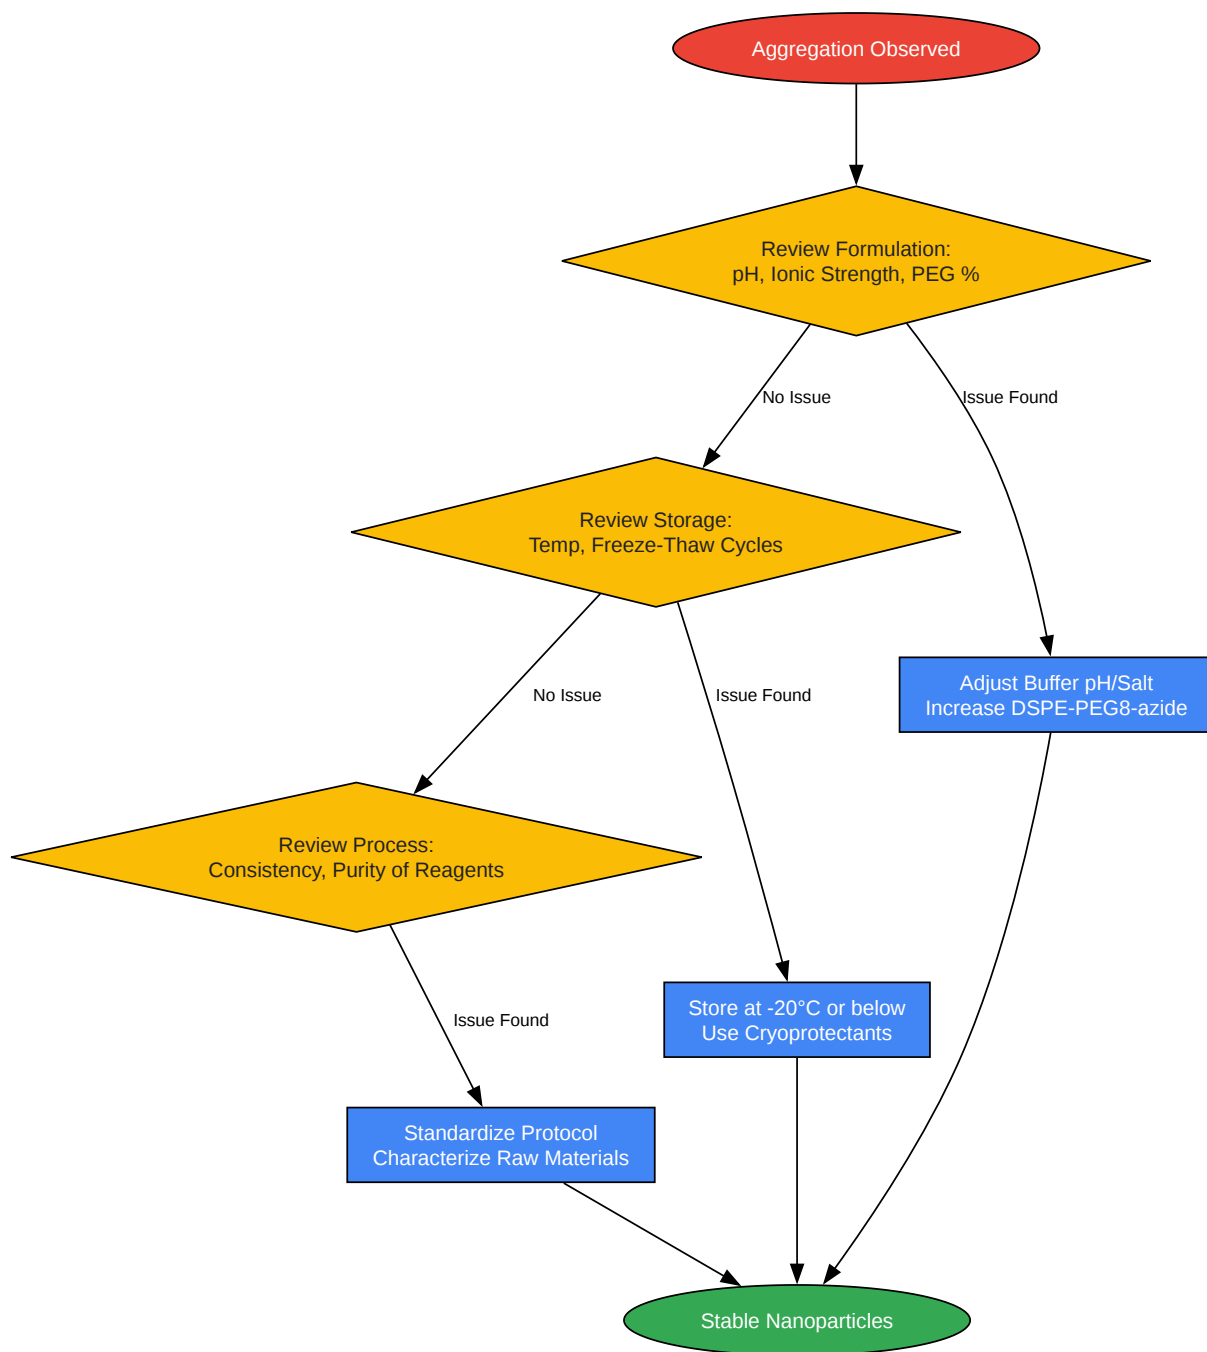 Aggregation Observed
Review Formulation:
pH, Ionic Strength, PEG %
No Issue
Issue Found
Review Storage:
Temp, Freeze-Thaw Cycles
No Issue
Issue Found
Adjust Buffer pH/Salt
Increase DSPE-PEG8-azide
Review Process:
Consistency, Purity of Reagents
Issue Found
Store at -20°C or below
Use Cryoprotectants
Standardize Protocol
Characterize Raw Materials
Stable Nanoparticles